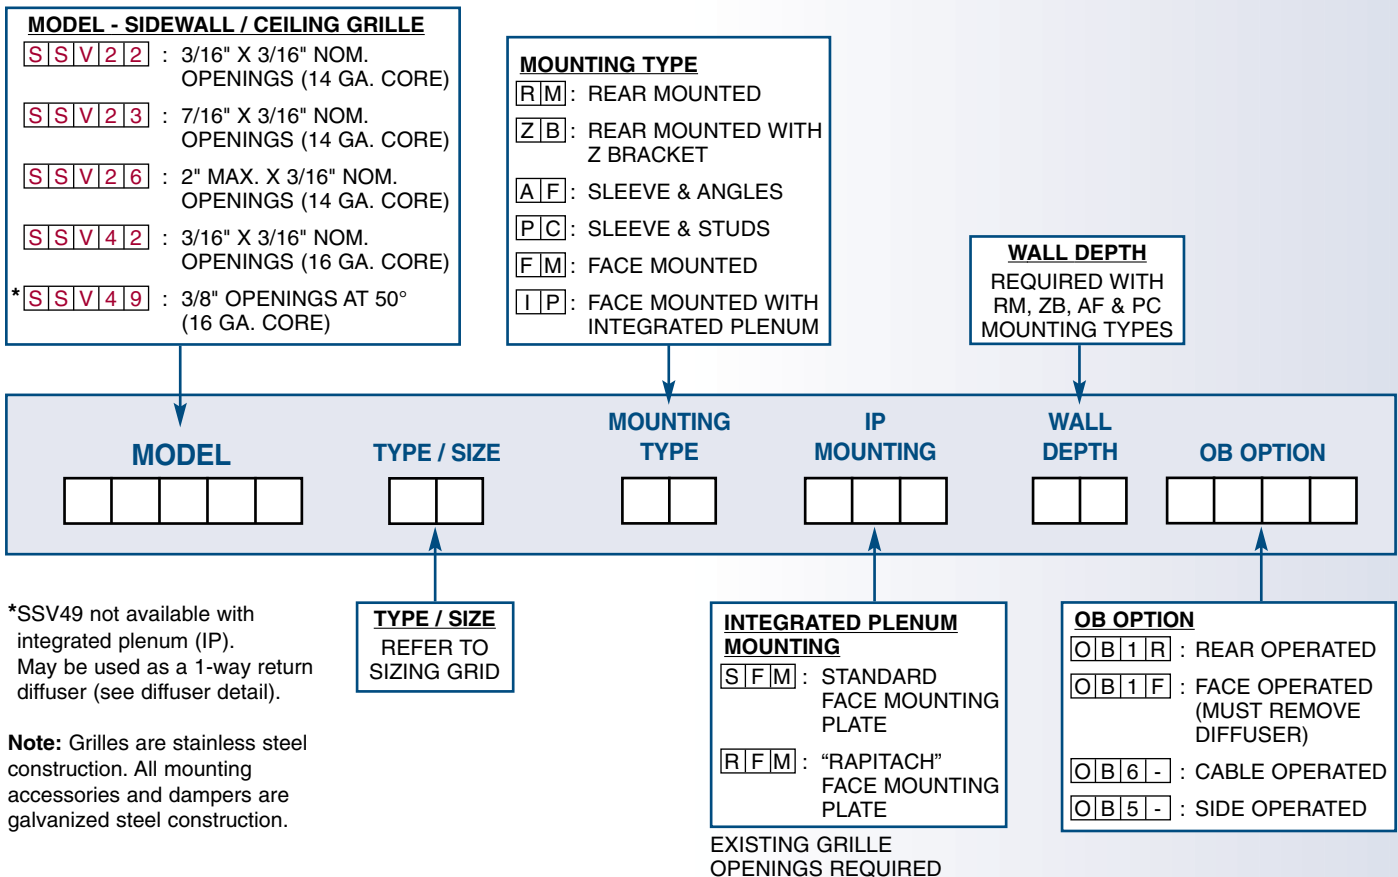 MODEL - SIDEWALL / CEILING GRILLE
SSV22 : 3/16" X 3/16" NOM.
OPENINGS (14 GA. CORE)
SSV23 : 7/16" X 3/16" NOM.
OPENINGS (14 GA. CORE)
SSV26 : 2" MAX. X 3/16" NOM.
OPENINGS (14 GA. CORE)
SSV42 : 3/16" X 3/16" NOM.
OPENINGS (16 GA. CORE)
*SSV49 : 3/8" OPENINGS AT 50°
(16 GA. CORE)
MOUNTING TYPE
RM : REAR MOUNTED
ZB : REAR MOUNTED WITH
Z BRACKET
AF : SLEEVE & ANGLES
PC : SLEEVE & STUDS
FM : FACE MOUNTED
IP : FACE MOUNTED WITH
INTEGRATED PLENUM
WALL DEPTH
REQUIRED WITH
RM, ZB, AF & PC
MOUNTING TYPES
MODEL
TYPE / SIZE
MOUNTING
TYPE
IP
MOUNTING
WALL
DEPTH
OB OPTION
*SSV49 not available with
integrated plenum (IP).
May be used as a 1-way return
diffuser (see diffuser detail).
Note: Grilles are stainless steel
construction. All mounting
accessories and dampers are
galvanized steel construction.
TYPE / SIZE
REFER TO
SIZING GRID
INTEGRATED PLENUM
MOUNTING
SFM : STANDARD
FACE MOUNTING
PLATE
RFM : “RAPITACH”
FACE MOUNTING
PLATE
EXISTING GRILLE
OPENINGS REQUIRED
OB OPTION
OB1R : REAR OPERATED
OB1F : FACE OPERATED
(MUST REMOVE
DIFFUSER)
OB6- : CABLE OPERATED
OB5- : SIDE OPERATED